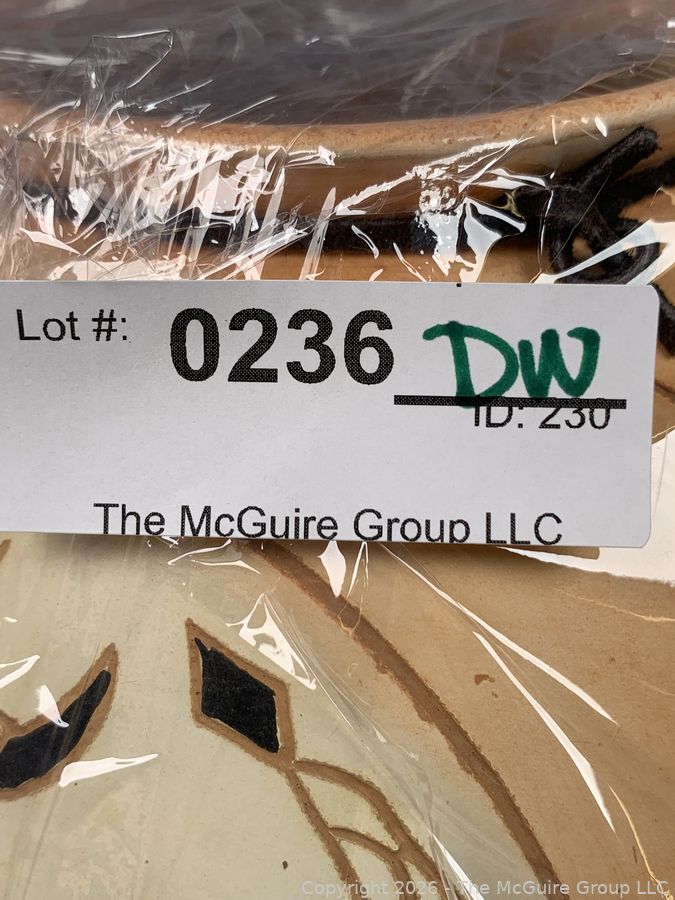 Lot #: 0236 DW
ID: 230
The McGuire Group LLC
Copyright 2026 - The McGuire Group LLC